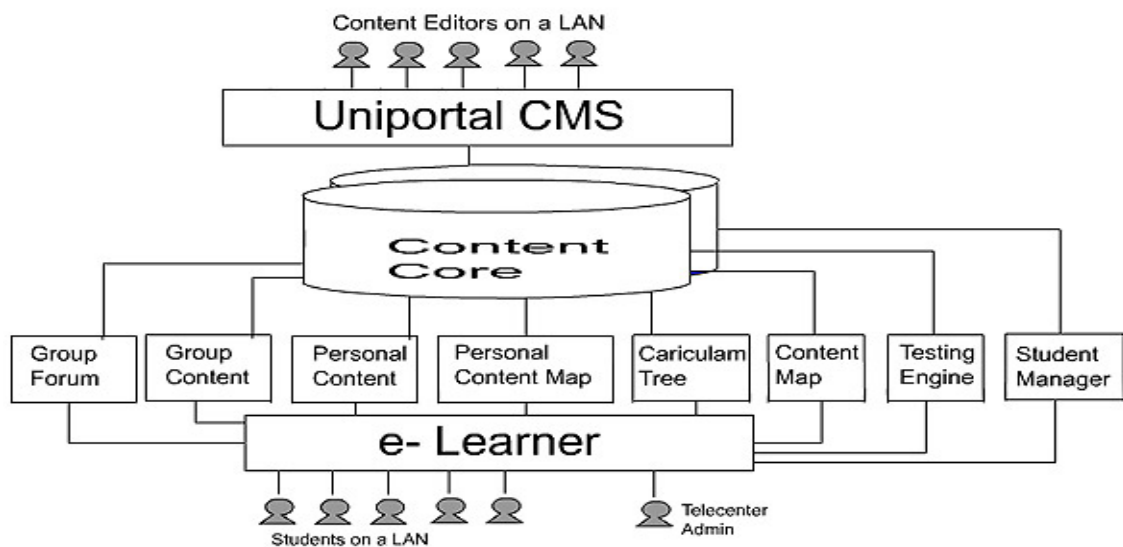 Content Editors on a LAN
Uniportal CMS
Content
Core
Group
Forum
Group
Content
Personal
Content
Personal
Content Map
Cariculam
Tree
Content
Map
Testing
Engine
Student
Manager
e- Learner
Students on a LAN
Telecenter
Admin